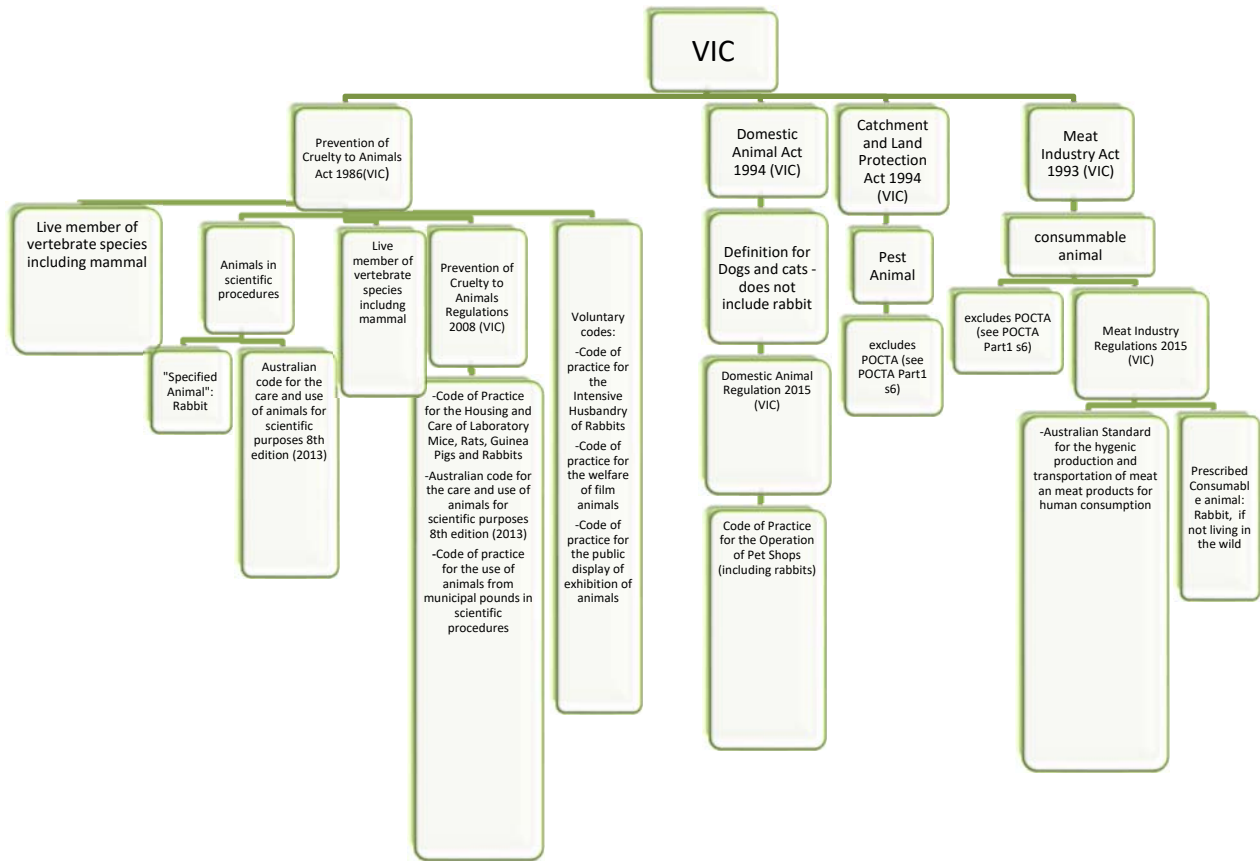 VIC
Prevention of
Cruelty to Animals
Act 1986(VIC)
Domestic
Animal Act
1994 (VIC)
Catchment
and Land
Protection
Act 1994
(VIC)
Meat
Industry Act
1993 (VIC)
Live member of
vertebrate species
including mammal
Animals in
scientific
procedures
"Specified
Animal":
Rabbit
Australian
code for the
care and use
of animals for
scientific
purposes 8th
edition (2013)
Live
member of
vertebrate
species
includng
mammal
Prevention of
Cruelty to
Animals
Regulations
2008 (VIC)
-Code of Practice
for the Housing and
Care of Laboratory
Mice, Rats, Guinea
Pigs and Rabbits
-Australian code for
the care and use of
animals for
scientific purposes
8th edition (2013)
-Code of practice
for the use of
animals from
municipal pounds in
scientific
procedures
Voluntary
codes:
-Code of
practice for
the
Intensive
Husbandry
of Rabbits
-Code of
practice for
the welfare
of film
animals
-Code of
practice for
the public
display of
exhibition of
animals
Definition for
Dogs and cats -
does not
include rabbit
Domestic Animal
Regulation 2015
(VIC)
Code of Practice
for the Operation
of Pet Shops
(including rabbits)
Pest
Animal
excludes
POCTA (see
POCTA Part1
s6)
consummable
animal
excludes POCTA
(see POCTA
Part1 s6)
Meat Industry
Regulations 2015
(VIC)
-Australian Standard
for the hygenic
production and
transportation of meat
an meat products for
human consumption
Prescribed
Consumabl
e animal:
Rabbit, if
not living in
the wild